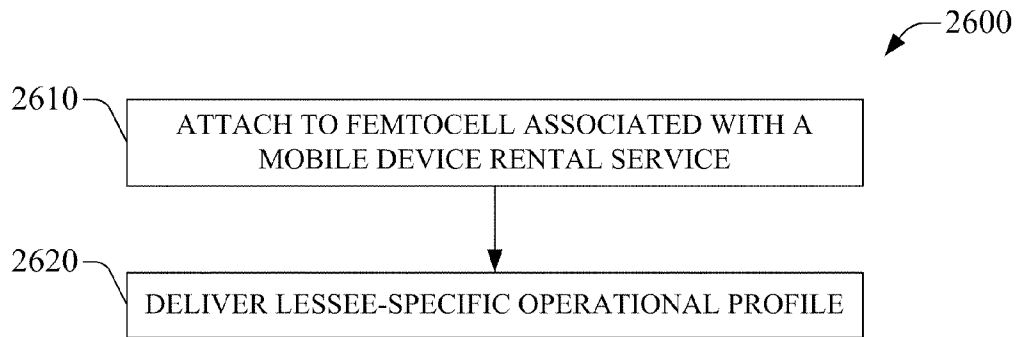 2600
2610
ATTACH TO FEMTOCELL ASSOCIATED WITH A
MOBILE DEVICE RENTAL SERVICE
2620
DELIVER LESSEE-SPECIFIC OPERATIONAL PROFILE